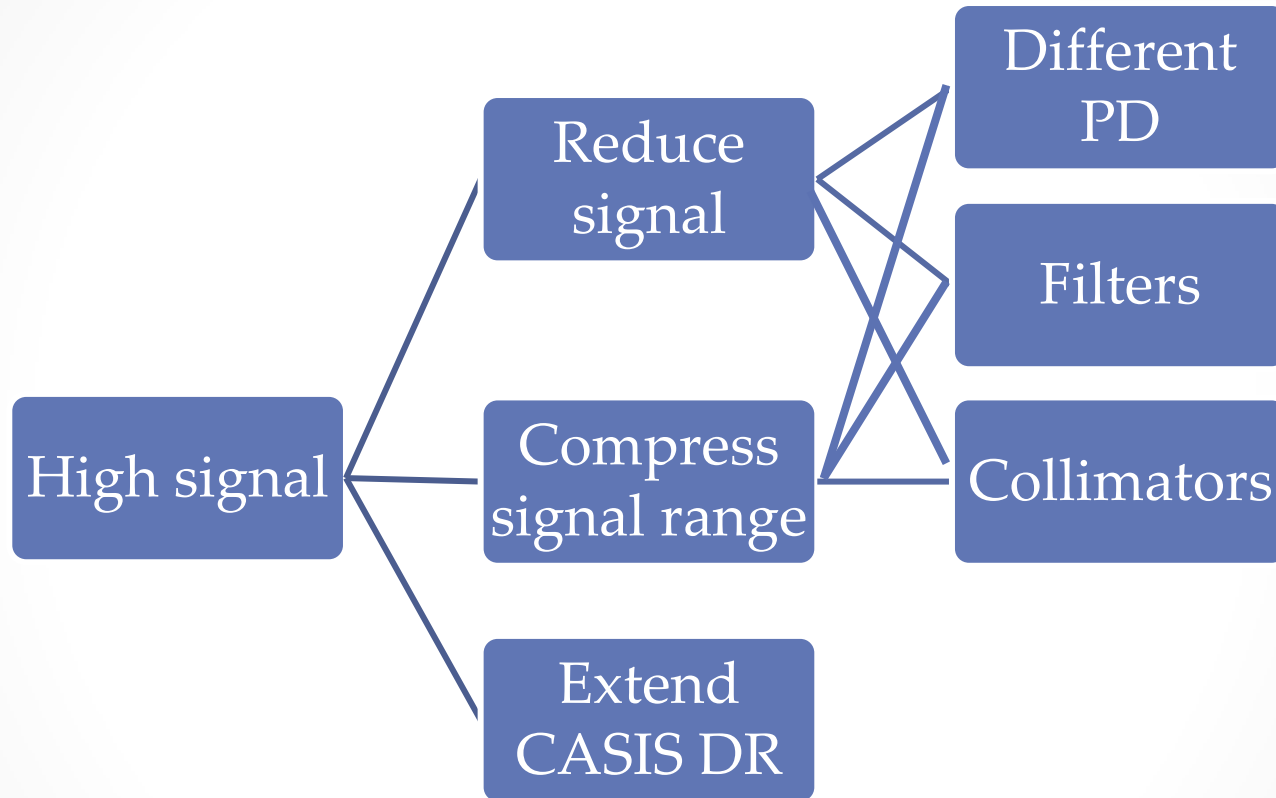 High signal
Reduce
signal
Compress
signal range
Extend
CASIS DR
Different
PD
Filters
Collimators